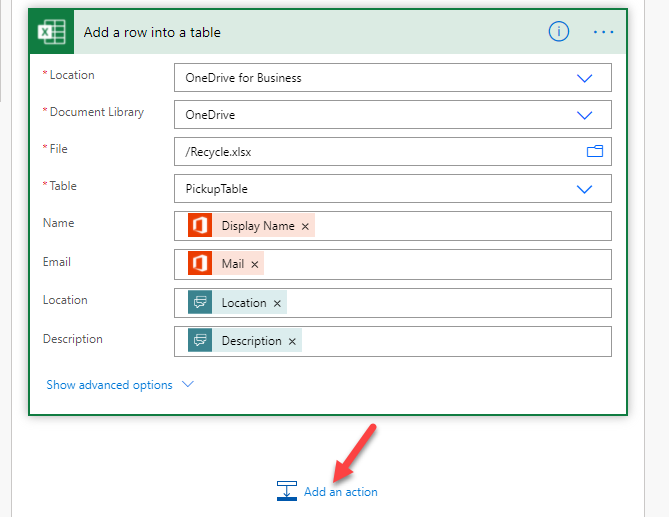 Add a row into a table
* Location OneDrive for Business
* Document Library OneDrive
* File /Recycle.xlsx
* Table PickupTable
Name Display Name ×
Email Mail ×
Location Location ×
Description Description ×
Show advanced options
Add an action